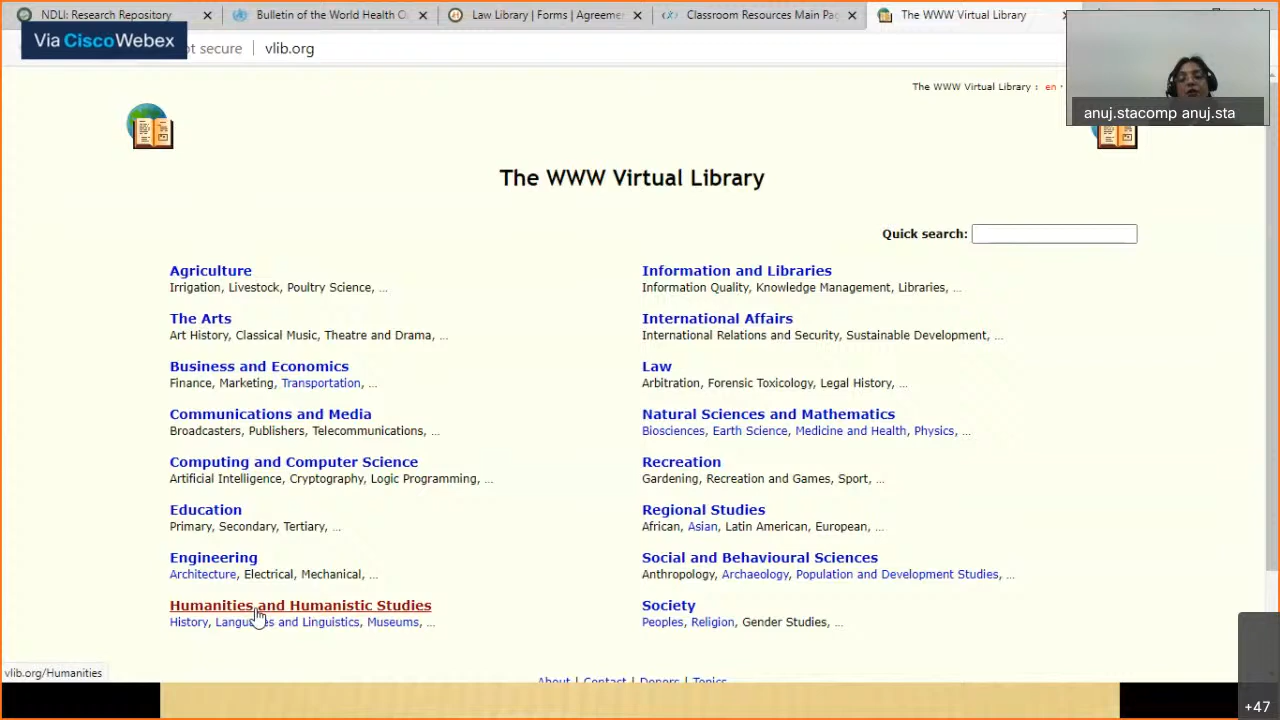 NDLI: Research Repository
Bulletin of the World Health O
Law Library | Forms | Agreeme
Classroom Resources Main Pa
The WWW Virtual Library
Via Cisco Webex
t secure
vlib.org
The WWW Virtual Library : en
anuj.stacomp anuj.sta
The WWW Virtual Library
Quick search:
Agriculture
Irrigation, Livestock, Poultry Science, ...
The Arts
Art History, Classical Music, Theatre and Drama, ...
Business and Economics
Finance, Marketing, Transportation, ...
Communications and Media
Broadcasters, Publishers, Telecommunications, ...
Computing and Computer Science
Artificial Intelligence, Cryptography, Logic Programming, ...
Education
Primary, Secondary, Tertiary, ...
Engineering
Architecture, Electrical, Mechanical, ...
Humanities and Humanistic Studies
History, Languages and Linguistics, Museums, ...
Information and Libraries
Information Quality, Knowledge Management, Libraries, ...
International Affairs
International Relations and Security, Sustainable Development, ...
Law
Arbitration, Forensic Toxicology, Legal History, ...
Natural Sciences and Mathematics
Biosciences, Earth Science, Medicine and Health, Physics, ...
Recreation
Gardening, Recreation and Games, Sport, ...
Regional Studies
African, Asian, Latin American, European, ...
Social and Behavioural Sciences
Anthropology, Archaeology, Population and Development Studies, ...
Society
Peoples, Religion, Gender Studies, ...
About | Contact | Donors | Topics
vlib.org/Humanities
+47